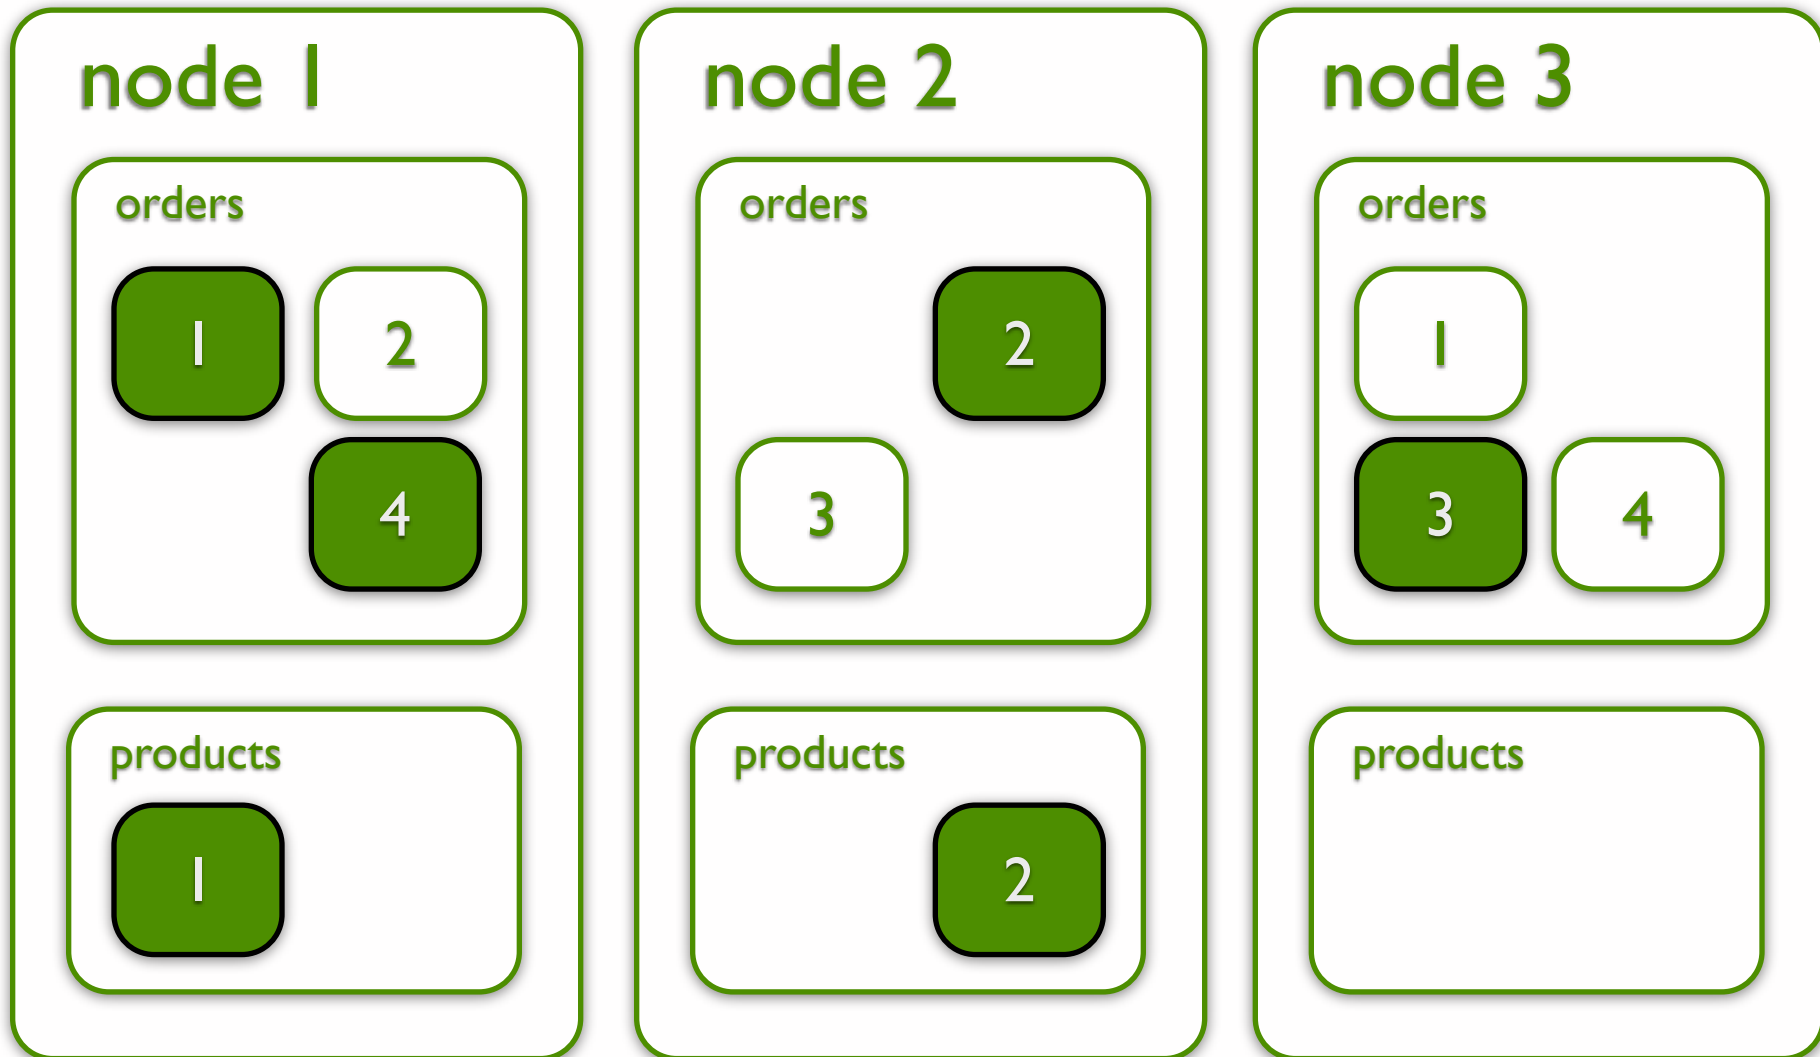 node 1
orders
1 2
4
products
1
node 2
orders
2
3
products
2
node 3
orders
1
3 4
products